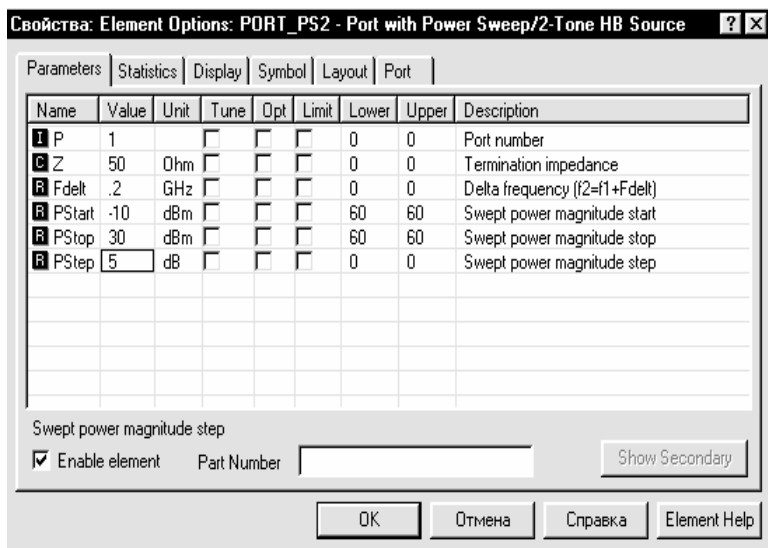 Свойства: Element Options: PORT_PS2 - Port with Power Sweep/2-Tone HB Source ? X
Parameters Statistics Display Symbol Layout Port
Name Value Unit Tune Opt Limit Lower Upper Description
I P 1 0 0 Port number
C Z 50 Ohm 0 0 Termination impedance
R Fdelt .2 GHz 0 0 Delta frequency (f2=f1+Fdelt)
R PStart -10 dBm 60 60 Swept power magnitude start
R PStop 30 dBm 60 60 Swept power magnitude stop
R PStep 5 dB 0 0 Swept power magnitude step
Swept power magnitude step
Enable element Part Number Show Secondary
OK Отмена Справка Element Help